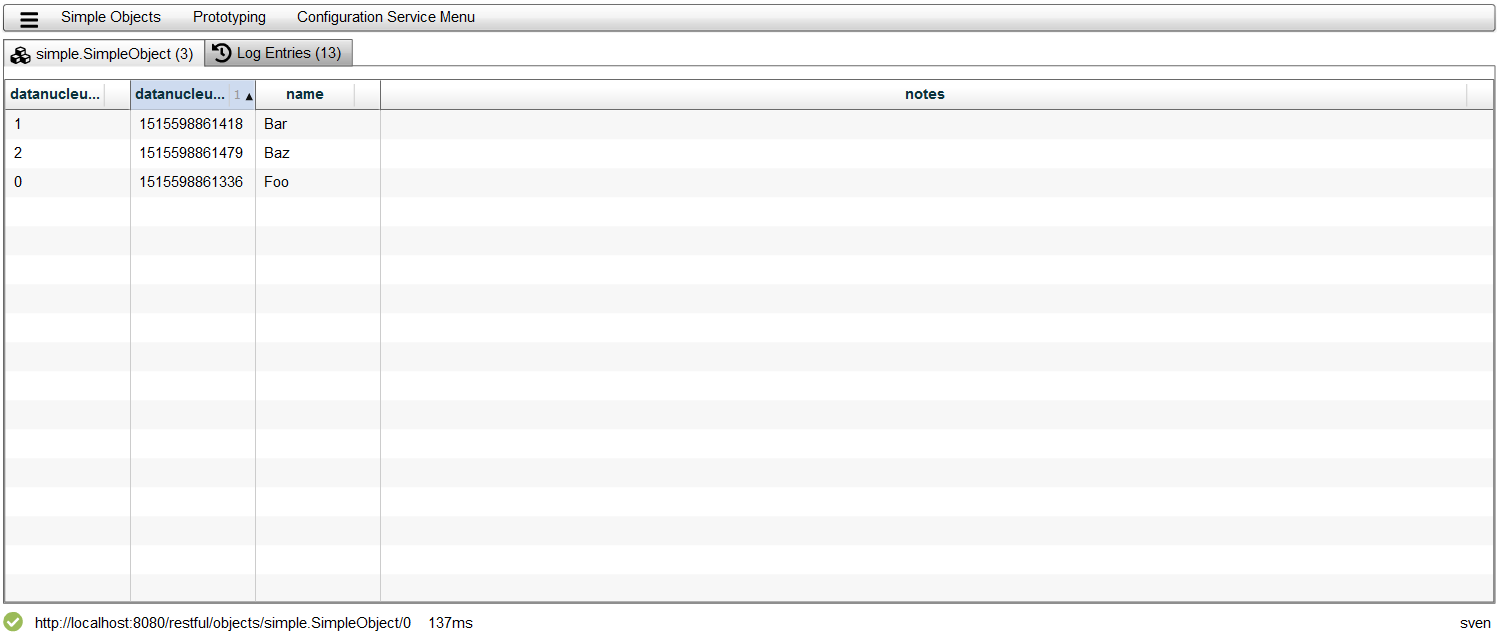 Simple Objects Prototyping Configuration Service Menu
simple.SimpleObject (3) Log Entries (13)
datanucleu... datanucleu... 1 ▲ name notes
1 1515598861418 Bar
2 1515598861479 Baz
0 1515598861336 Foo
http://localhost:8080/restful/objects/simple.SimpleObject/0 137ms sven